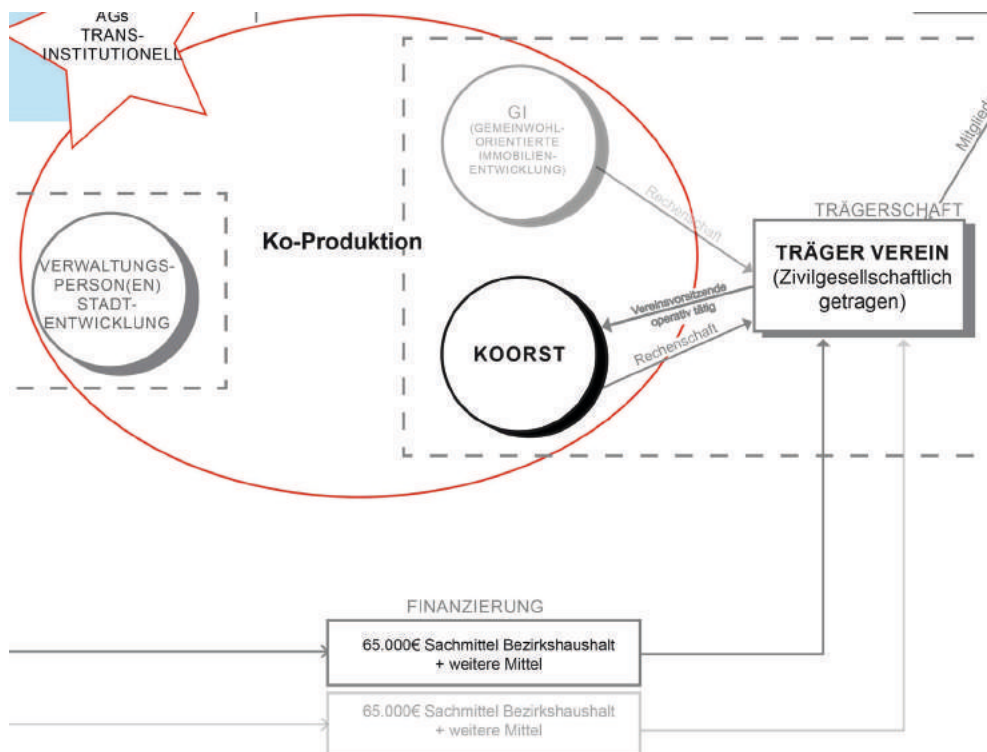 AGs
TRANS-
INSTITUTIONELL
GI
(GEMEINWOHL-
ORIENTIERTE
IMMOBILIEN-
ENTWICKLUNG)
Mitglied
Rechenschaft
TRÄGERSCHAFT
Ko-Produktion
TRÄGER VEREIN
(Zivilgesellschaftlich
getragen)
VERWALTUNGS-
PERSON(EN)
STADT-
ENTWICKLUNG
Vereinsvorsitzende
operativ tätig
KOORST
Rechenschaft
FINANZIERUNG
65.000€ Sachmittel Bezirkshaushalt
+ weitere Mittel
65.000€ Sachmittel Bezirkshaushalt
+ weitere Mittel